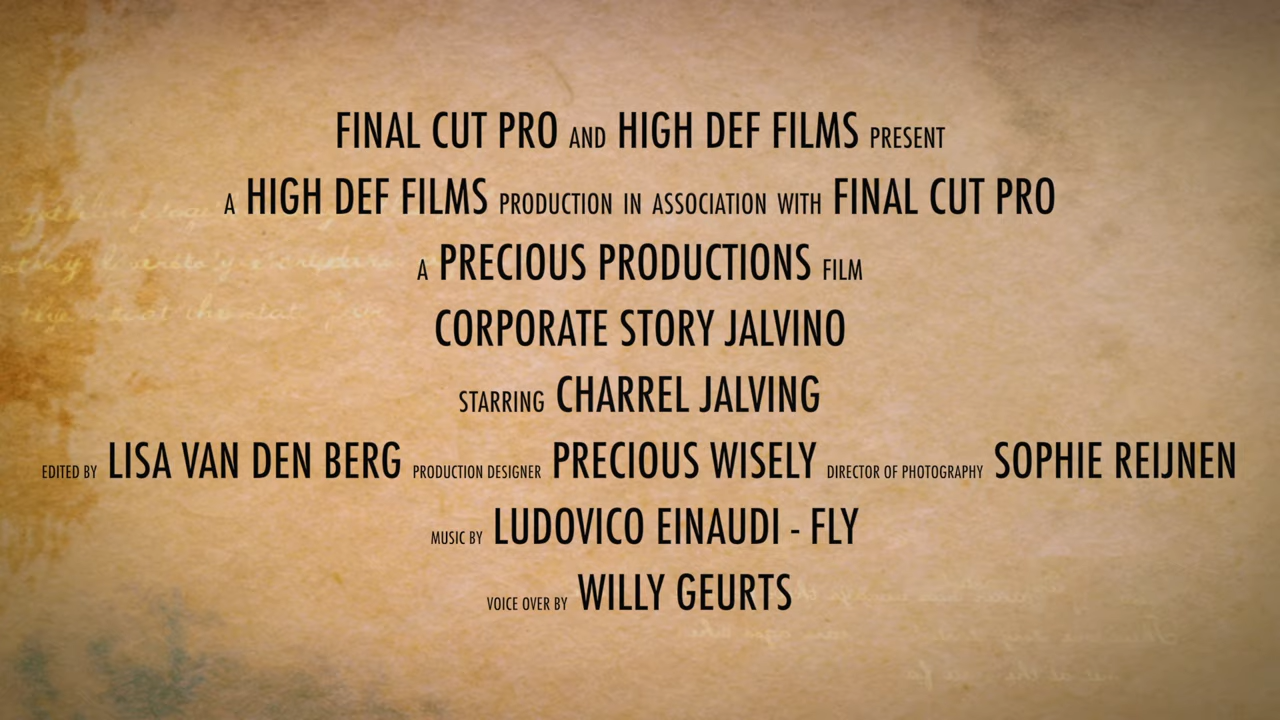 FINAL CUT PRO AND HIGH DEF FILMS PRESENT
A HIGH DEF FILMS PRODUCTION IN ASSOCIATION WITH FINAL CUT PRO
A PRECIOUS PRODUCTIONS FILM
CORPORATE STORY JALVINO
STARRING CHARREL JALVING
EDITED BY LISA VAN DEN BERG PRODUCTION DESIGNER PRECIOUS WISELY DIRECTOR OF PHOTOGRAPHY SOPHIE REIJNEN
MUSIC BY LUDOVICO EINAUDI - FLY
VOICE OVER BY WILLY GEURTS